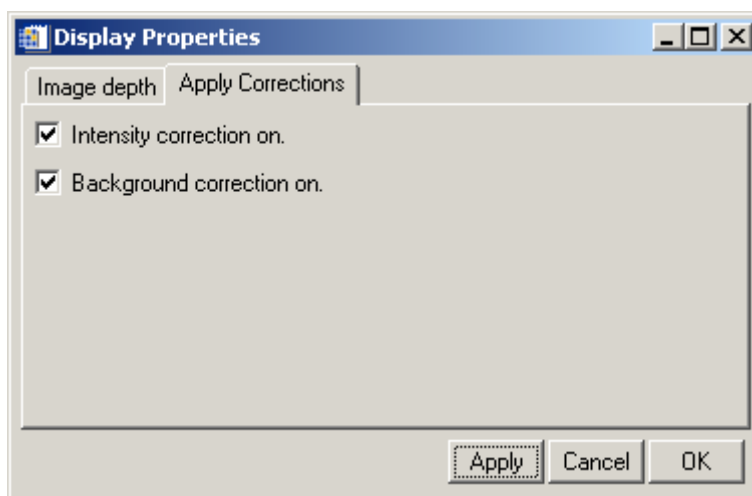 Display Properties
Image depth Apply Corrections
Intensity correction on.
Background correction on.
Apply Cancel OK